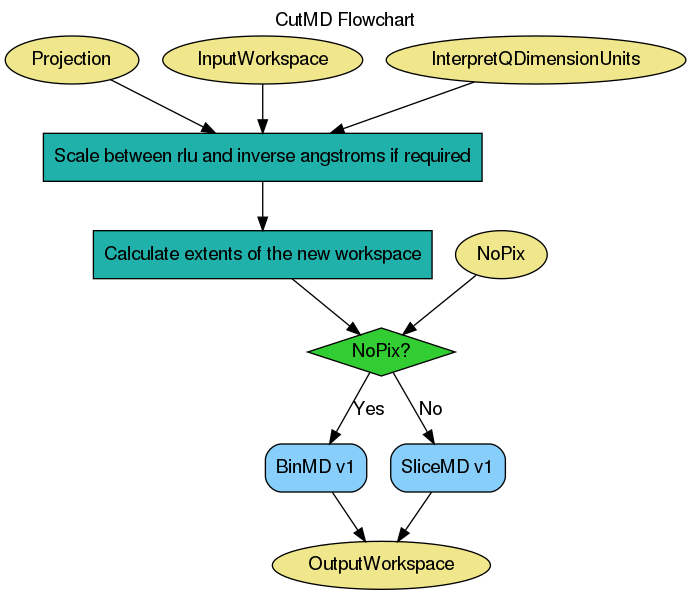 CutMD Flowchart
Projection
InputWorkspace
InterpretQDimensionUnits
Scale between rlu and inverse angstroms if required
Calculate extents of the new workspace
NoPix
NoPix?
Yes
No
BinMD v1
SliceMD v1
OutputWorkspace